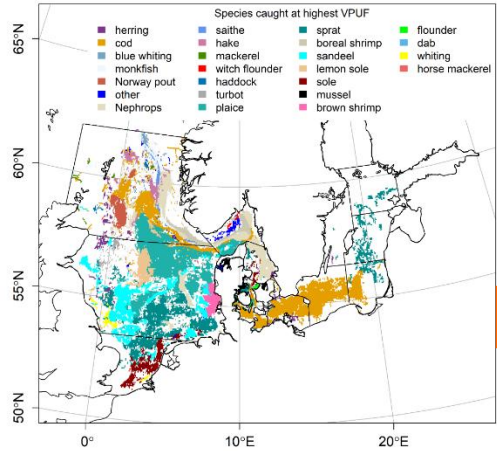 Species caught at highest VPUF
herring saithe sprat flounder
cod hake boreal shrimp dab
blue whiting mackerel sandeel whiting
monkfish witch flounder lemon sole horse mackerel
Norway pout haddock sole
other turbot mussel
Nephrops plaice brown shrimp
65°N
60°N
55°N
50°N
0° 10°E 20°E